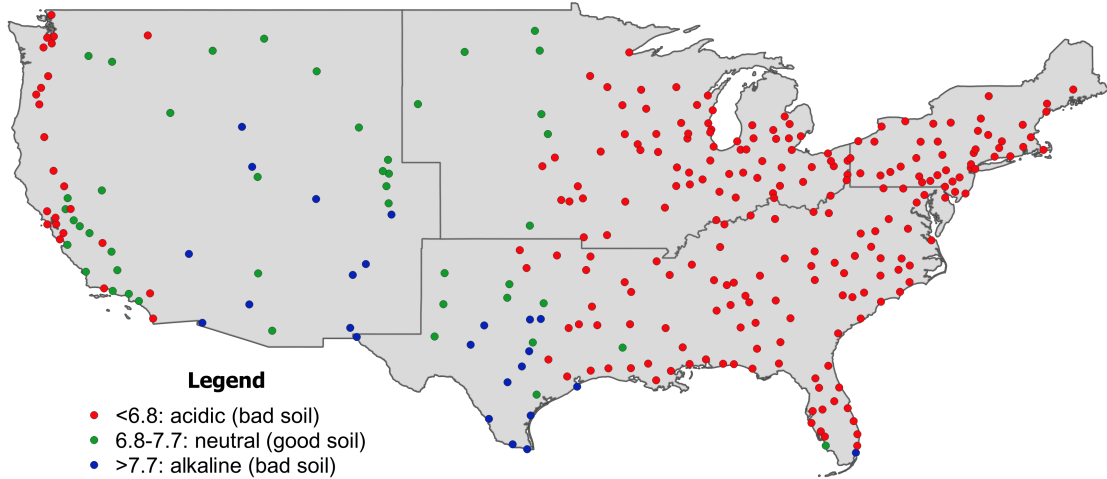 Legend
<6.8: acidic (bad soil)
6.8-7.7: neutral (good soil)
>7.7: alkaline (bad soil)